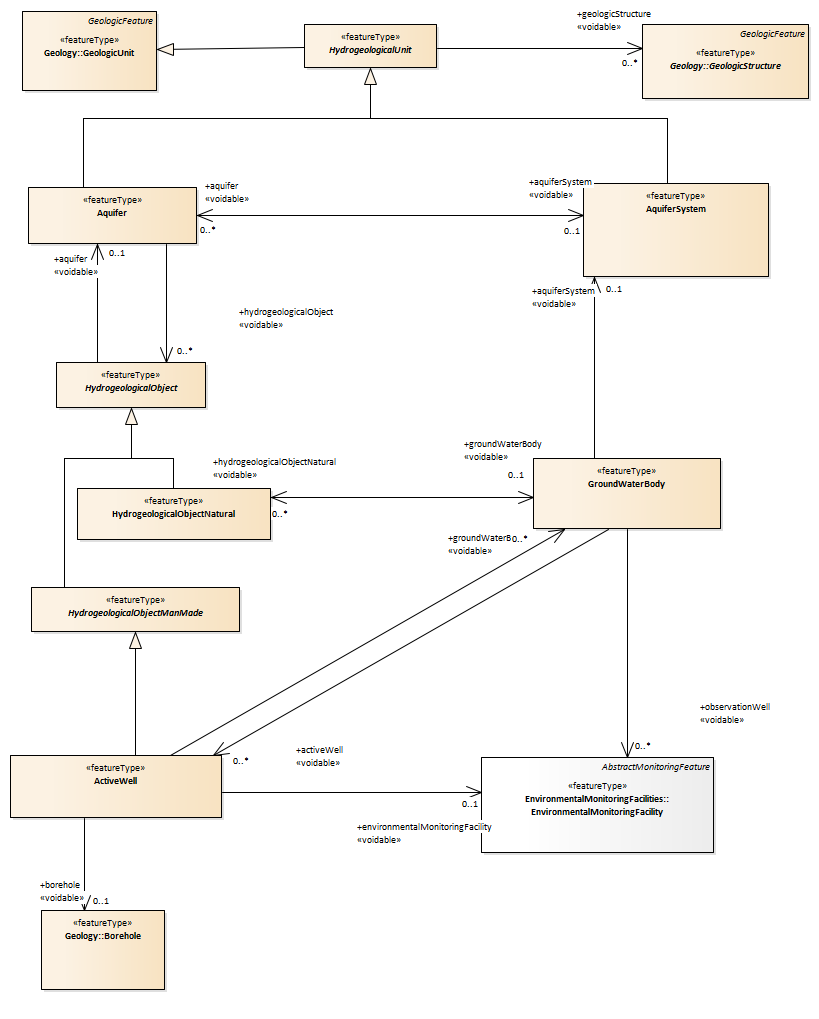 GeologicFeature
«featureType»
Geology::GeologicUnit
«featureType»
HydrogeologicalUnit
+geologicStructure
«voidable»
0..*
GeologicFeature
«featureType»
Geology::GeologicStructure
«featureType»
Aquifer
+aquifer
«voidable»
0..*
+aquiferSystem
«voidable»
0..1
«featureType»
AquiferSystem
+aquifer
«voidable»
0..1
+hydrogeologicalObject
«voidable»
0..*
+aquiferSystem
«voidable»
0..1
«featureType»
HydrogeologicalObject
+hydrogeologicalObjectNatural
«voidable»
0..*
+groundWaterBody
«voidable»
0..1
«featureType»
GroundWaterBody
«featureType»
HydrogeologicalObjectNatural
+groundWaterB
0..*
«voidable»
«featureType»
HydrogeologicalObjectManMade
+observationWell
«voidable»
0..*
+activeWell
«voidable»
0..*
«featureType»
ActiveWell
AbstractMonitoringFeature
«featureType»
EnvironmentalMonitoringFacilities::
EnvironmentalMonitoringFacility
0..1
+environmentalMonitoringFacility
«voidable»
+borehole
«voidable»
0..1
«featureType»
Geology::Borehole